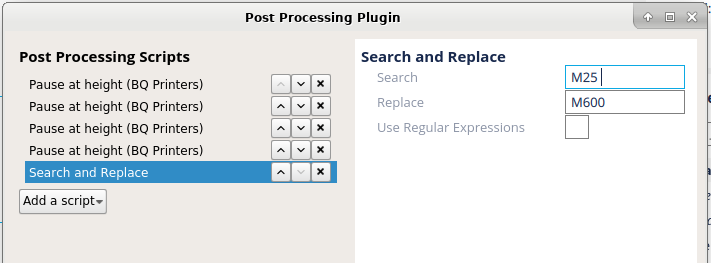 Post Processing Plugin
Post Processing Scripts
Pause at height (BQ Printers)
Pause at height (BQ Printers)
Pause at height (BQ Printers)
Pause at height (BQ Printers)
Search and Replace
Add a script
Search and Replace
Search M25
Replace M600
Use Regular Expressions